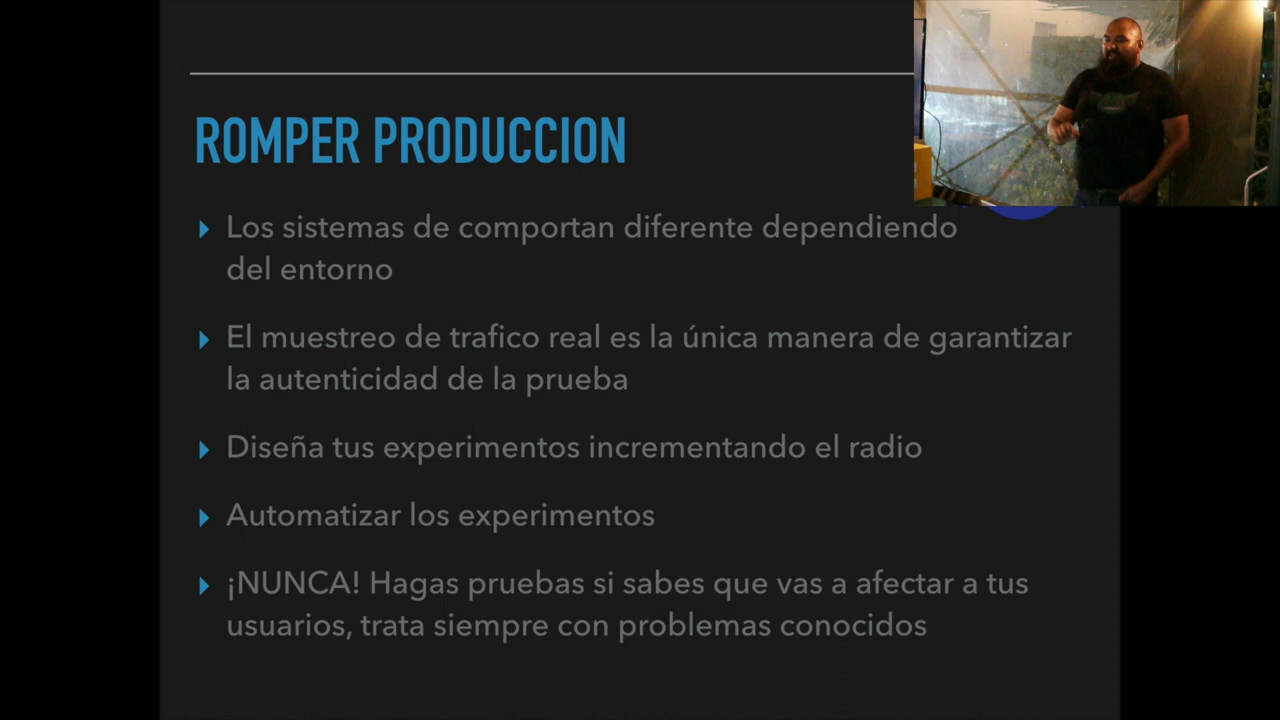 ROMPER PRODUCCION
Los sistemas de comportan diferente dependiendo
del entorno
El muestreo de trafico real es la única manera de garantizar
la autenticidad de la prueba
Diseña tus experimentos incrementando el radio
Automatizar los experimentos
¡NUNCA! Hagas pruebas si sabes que vas a afectar a tus
usuarios, trata siempre con problemas conocidos